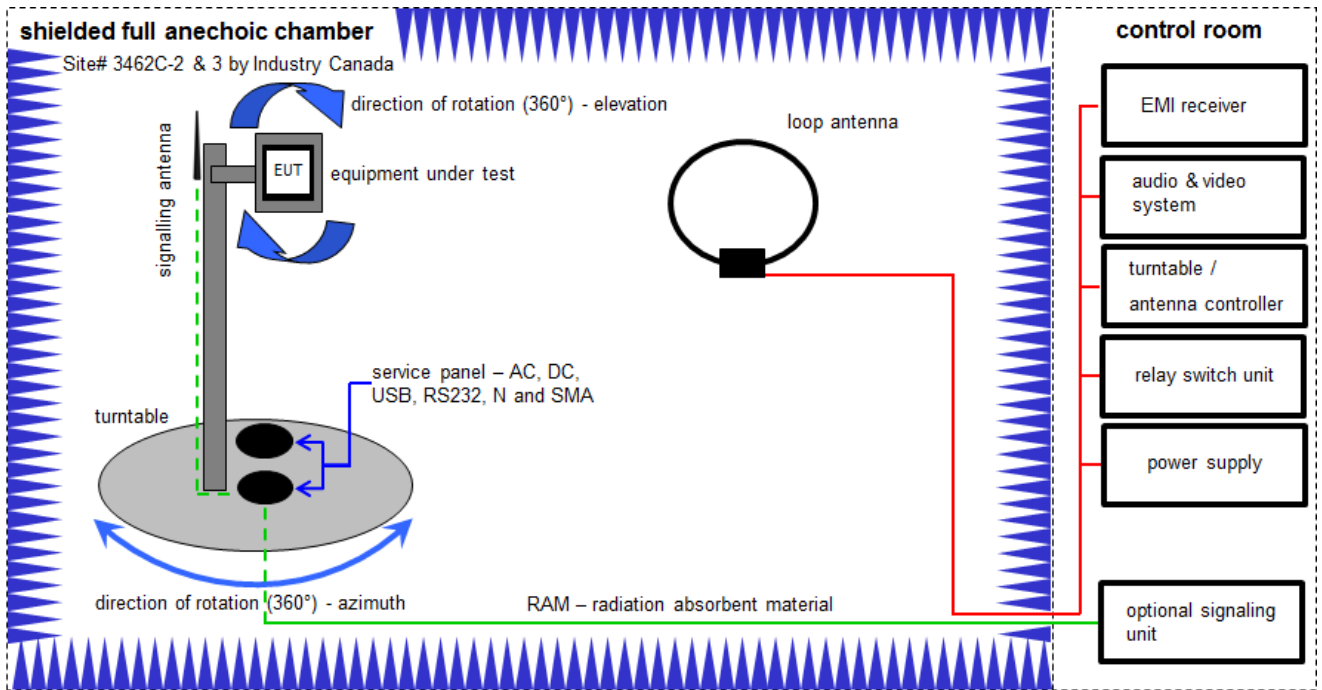 shielded full anechoic chamber
Site# 3462C-2 & 3 by Industry Canada
direction of rotation (360°) - elevation
signalling antenna
EUT
equipment under test
loop antenna
service panel – AC, DC,
USB, RS232, N and SMA
turntable
direction of rotation (360°) - azimuth
RAM – radiation absorbent material
control room
EMI receiver
audio & video
system
turntable /
antenna controller
relay switch unit
power supply
optional signaling
unit